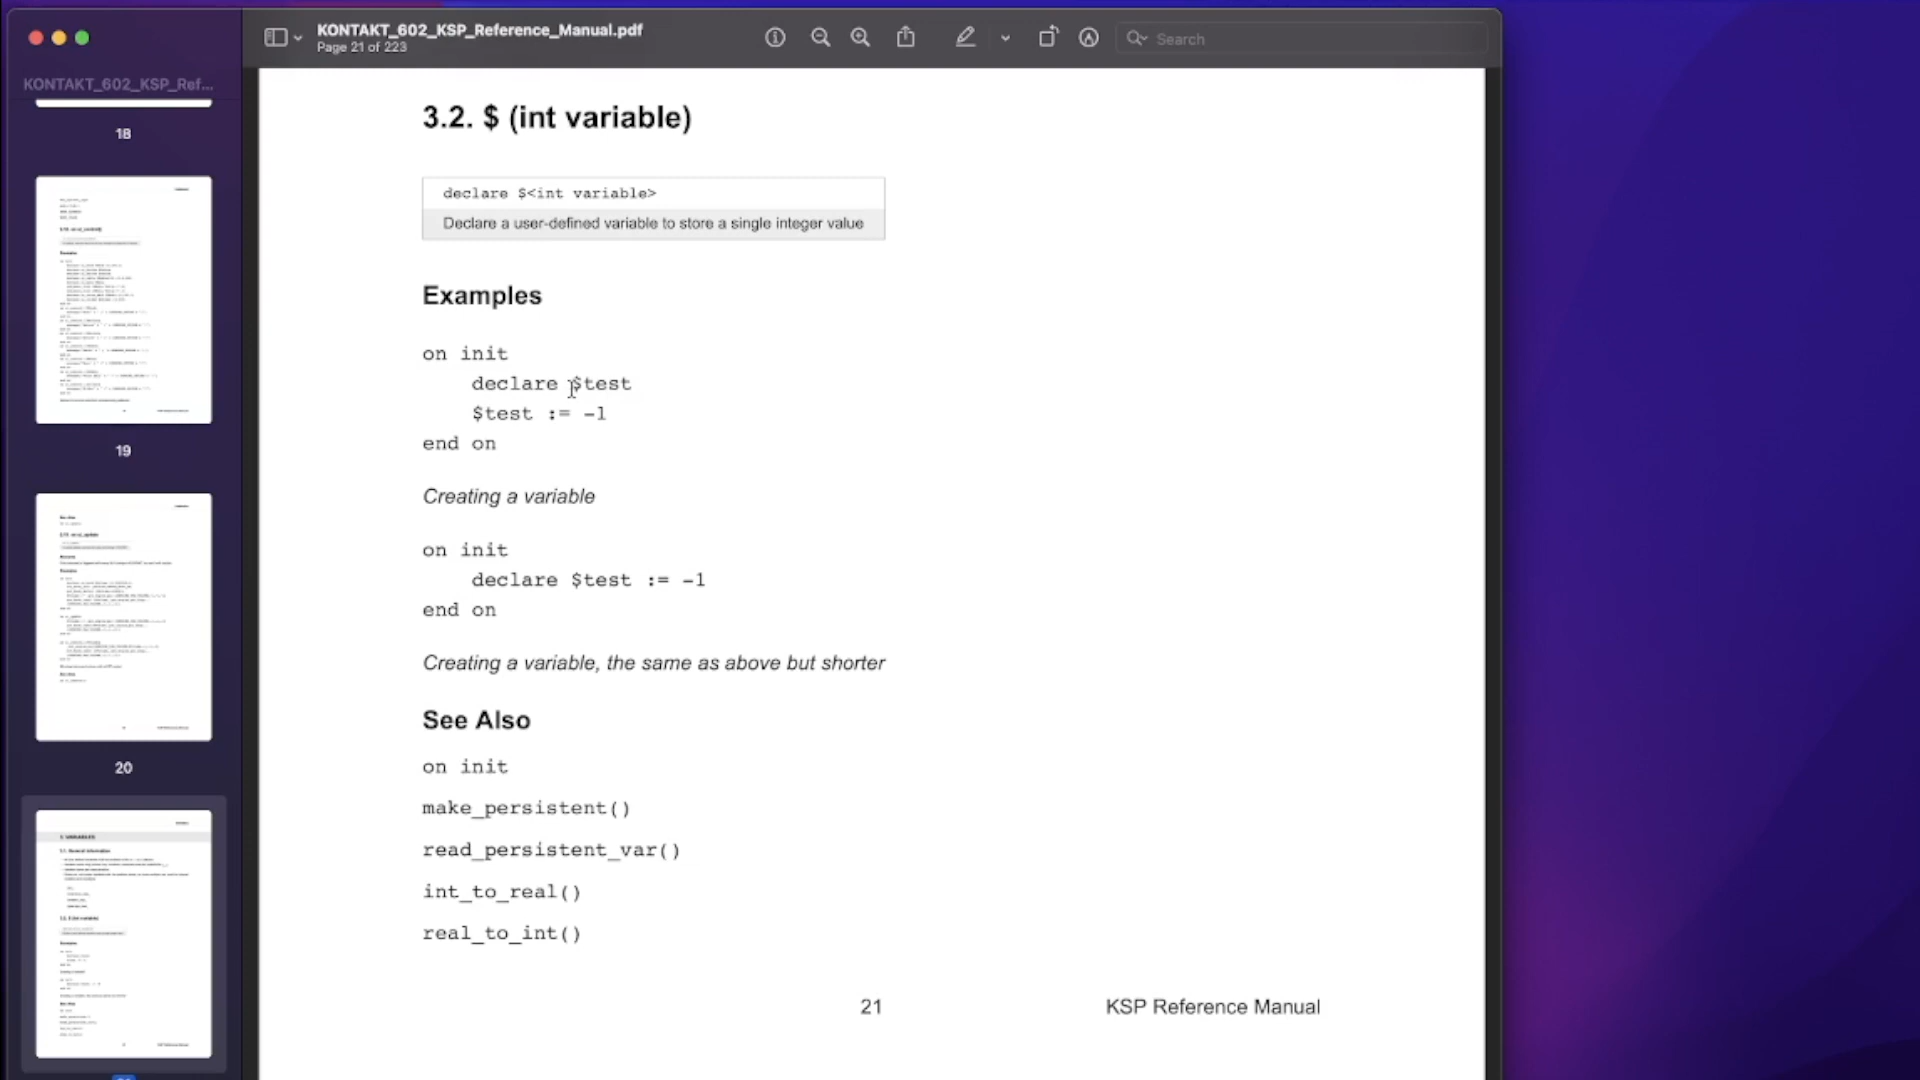 KONTAKT_602_KSP_Reference_Manual.pdf
Page 21 of 223
Search
KONTAKT_602_KSP_Ref...
18
19
20
3.2. $ (int variable)
declare $<int variable>
Declare a user-defined variable to store a single integer value
Examples
on init
declare $test
$test := -1
end on
Creating a variable
on init
declare $test := -1
end on
Creating a variable, the same as above but shorter
See Also
on init
make_persistent()
read_persistent_var()
int_to_real()
real_to_int()
21
KSP Reference Manual